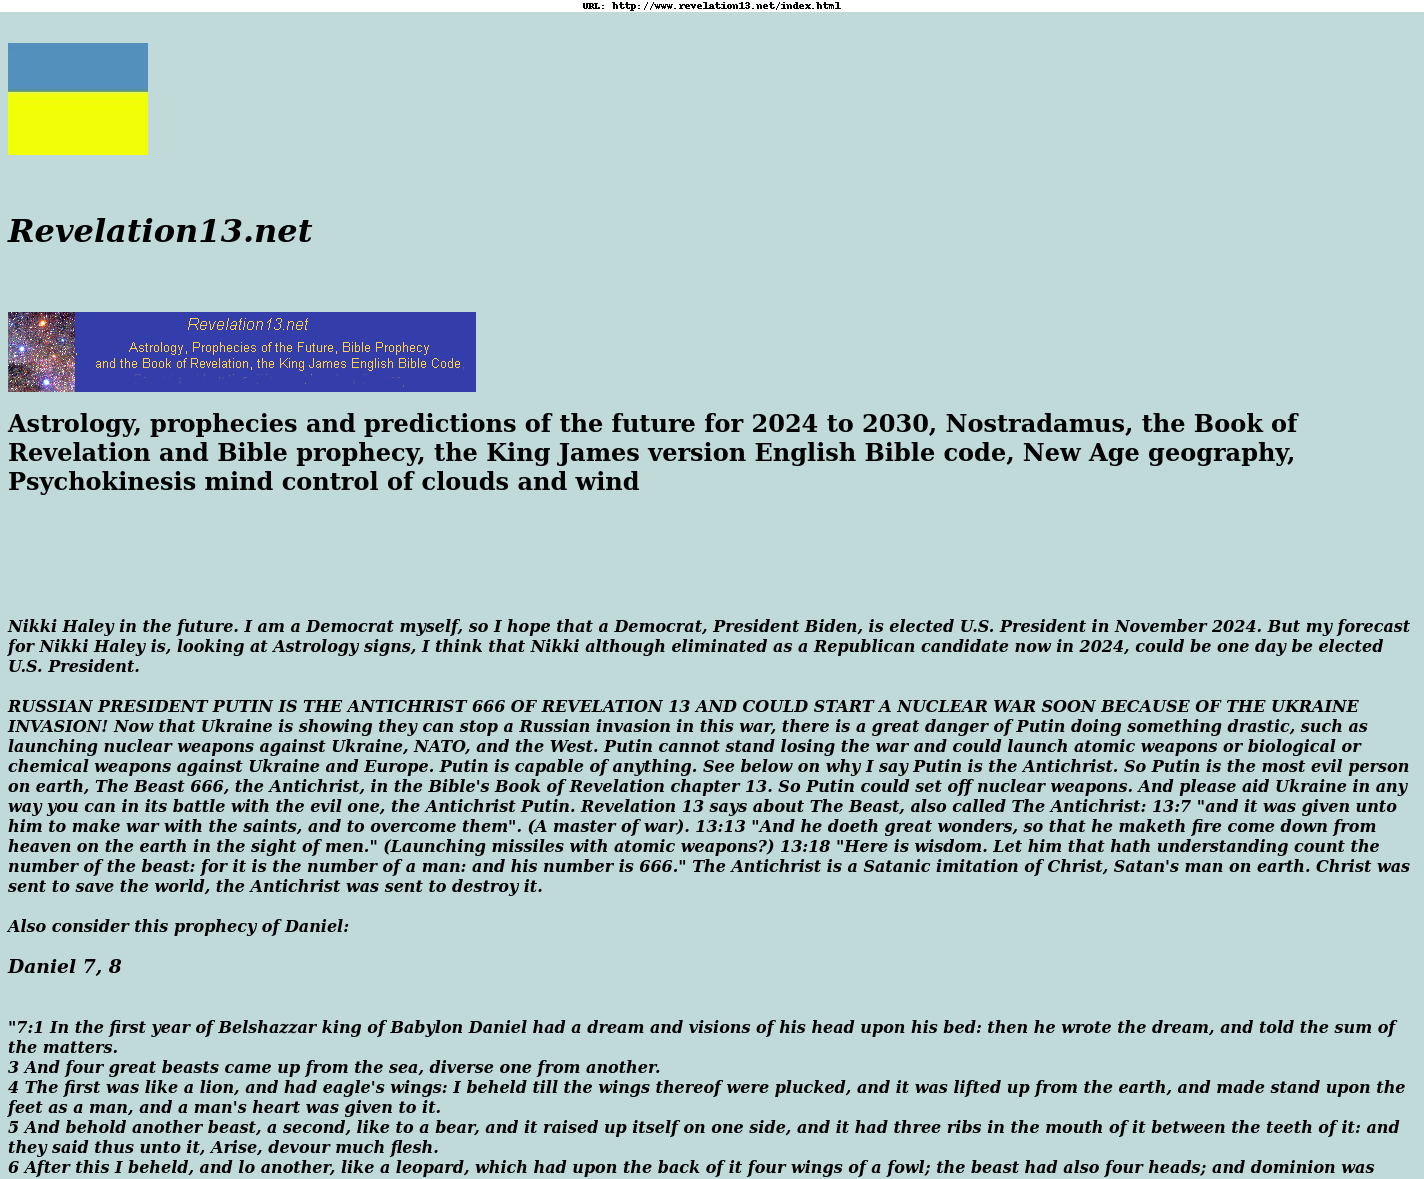 URL: http://www.revelation13.net/index.html
Revelation13.net
Revelation13.net
Astrology, Prophecies of the Future, Bible Prophecy
and the Book of Revelation, the King James English Bible Code
Astrology, prophecies and predictions of the future for 2024 to 2030, Nostradamus, the Book of
Revelation and Bible prophecy, the King James version English Bible code, New Age geography,
Psychokinesis mind control of clouds and wind
Nikki Haley in the future. I am a Democrat myself, so I hope that a Democrat, President Biden, is elected U.S. President in November 2024. But my forecast
for Nikki Haley is, looking at Astrology signs, I think that Nikki although eliminated as a Republican candidate now in 2024, could be one day be elected
U.S. President.
RUSSIAN PRESIDENT PUTIN IS THE ANTICHRIST 666 OF REVELATION 13 AND COULD START A NUCLEAR WAR SOON BECAUSE OF THE UKRAINE
INVASION! Now that Ukraine is showing they can stop a Russian invasion in this war, there is a great danger of Putin doing something drastic, such as
launching nuclear weapons against Ukraine, NATO, and the West. Putin cannot stand losing the war and could launch atomic weapons or biological or
chemical weapons against Ukraine and Europe. Putin is capable of anything. See below on why I say Putin is the Antichrist. So Putin is the most evil person
on earth, The Beast 666, the Antichrist, in the Bible's Book of Revelation chapter 13. So Putin could set off nuclear weapons. And please aid Ukraine in any
way you can in its battle with the evil one, the Antichrist Putin. Revelation 13 says about The Beast, also called The Antichrist: 13:7 "and it was given unto
him to make war with the saints, and to overcome them". (A master of war). 13:13 "And he doeth great wonders, so that he maketh fire come down from
heaven on the earth in the sight of men." (Launching missiles with atomic weapons?) 13:18 "Here is wisdom. Let him that hath understanding count the
number of the beast: for it is the number of a man: and his number is 666." The Antichrist is a Satanic imitation of Christ, Satan's man on earth. Christ was
sent to save the world, the Antichrist was sent to destroy it.
Also consider this prophecy of Daniel:
Daniel 7, 8
"7:1 In the first year of Belshazzar king of Babylon Daniel had a dream and visions of his head upon his bed: then he wrote the dream, and told the sum of
the matters.
3 And four great beasts came up from the sea, diverse one from another.
4 The first was like a lion, and had eagle's wings: I beheld till the wings thereof were plucked, and it was lifted up from the earth, and made stand upon the
feet as a man, and a man's heart was given to it.
5 And behold another beast, a second, like to a bear, and it raised up itself on one side, and it had three ribs in the mouth of it between the teeth of it: and
they said thus unto it, Arise, devour much flesh.
6 After this I beheld, and lo another, like a leopard, which had upon the back of it four wings of a fowl; the beast had also four heads; and dominion was